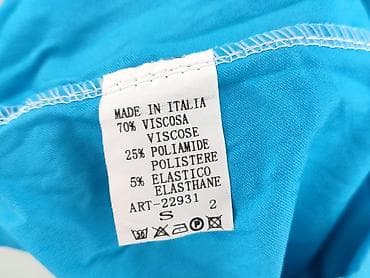 MADE IN ITALIA
70% VISCOSA
VISCOSE
25% POLIAMIDE
POLISTERE
5% ELASTICO
ELASTHANE
ART-22931
S 2